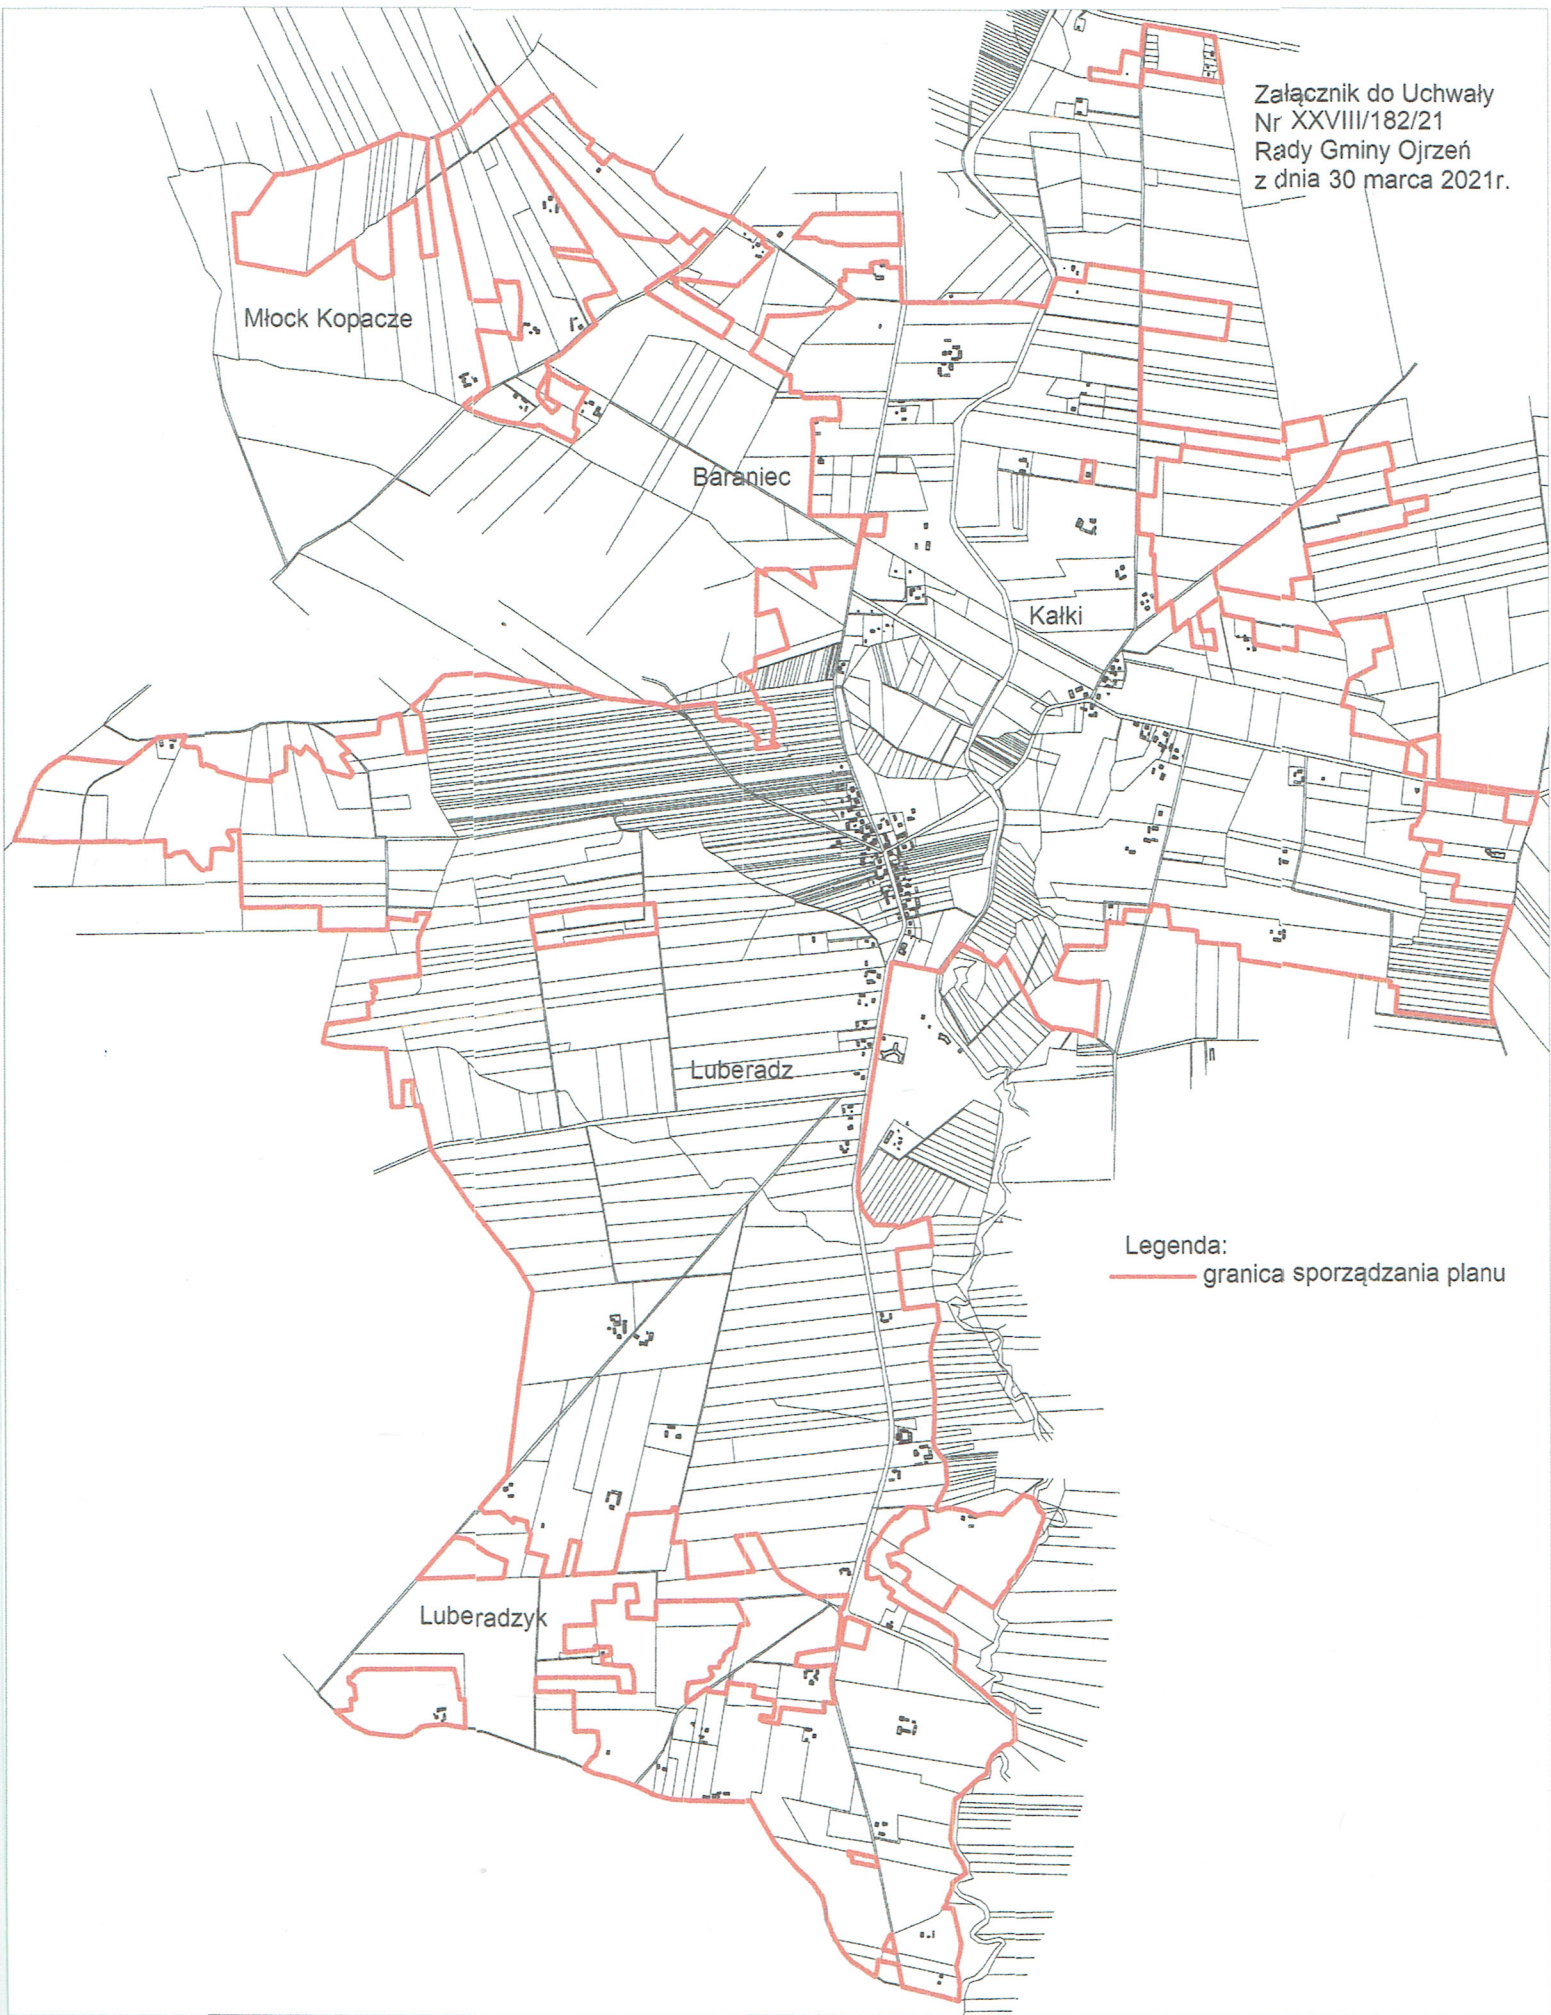 Załącznik do Uchwały
Nr XXVIII/182/21
Rady Gminy Ojrzeń
z dnia 30 marca 2021r.
Młock Kopacze
Baraniec
Kałki
Luberadz
Legenda:
granica sporządzania planu
Luberadzyk